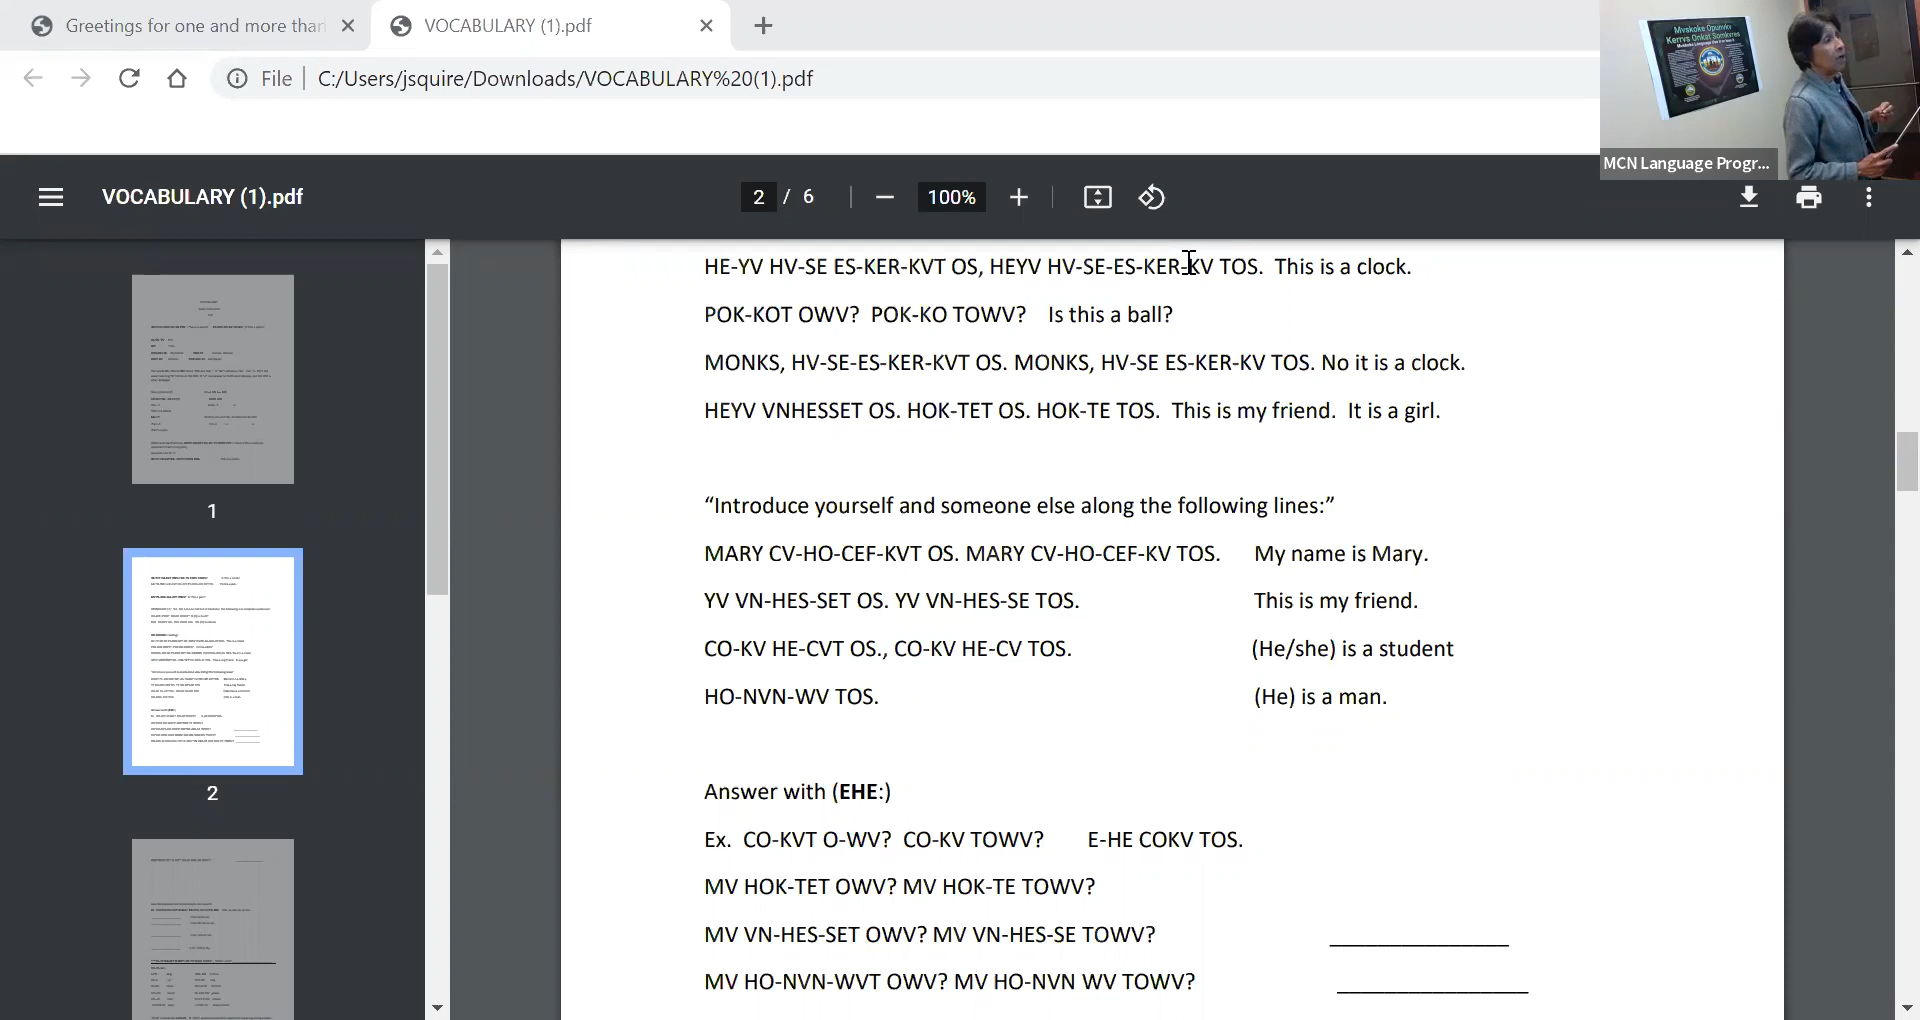 Greetings for one and more than
VOCABULARY (1).pdf
File
C:/Users/jsquire/Downloads/VOCABULARY%20(1).pdf
Mvskoke Opunvkv
Kerrvs Onkat Somkvres
MCN Language Progr...
VOCABULARY (1).pdf
2 / 6
100%
1
2
HE-YV HV-SE ES-KER-KVT OS, HEYV HV-SE-ES-KER-KV TOS. This is a clock.
POK-KOT OWV? POK-KO TOWV? Is this a ball?
MONKS, HV-SE-ES-KER-KVT OS. MONKS, HV-SE ES-KER-KV TOS. No it is a clock.
HEYV VNHESSET OS. HOK-TET OS. HOK-TE TOS. This is my friend. It is a girl.
“Introduce yourself and someone else along the following lines:”
MARY CV-HO-CEF-KVT OS. MARY CV-HO-CEF-KV TOS. My name is Mary.
YV VN-HES-SET OS. YV VN-HES-SE TOS. This is my friend.
CO-KV HE-CVT OS., CO-KV HE-CV TOS. (He/she) is a student
HO-NVN-WV TOS. (He) is a man.
Answer with (EHE:)
Ex. CO-KVT O-WV? CO-KV TOWV? E-HE COKV TOS.
MV HOK-TET OWV? MV HOK-TE TOWV?
MV VN-HES-SET OWV? MV VN-HES-SE TOWV? _______________
MV HO-NVN-WVT OWV? MV HO-NVN WV TOWV? ________________